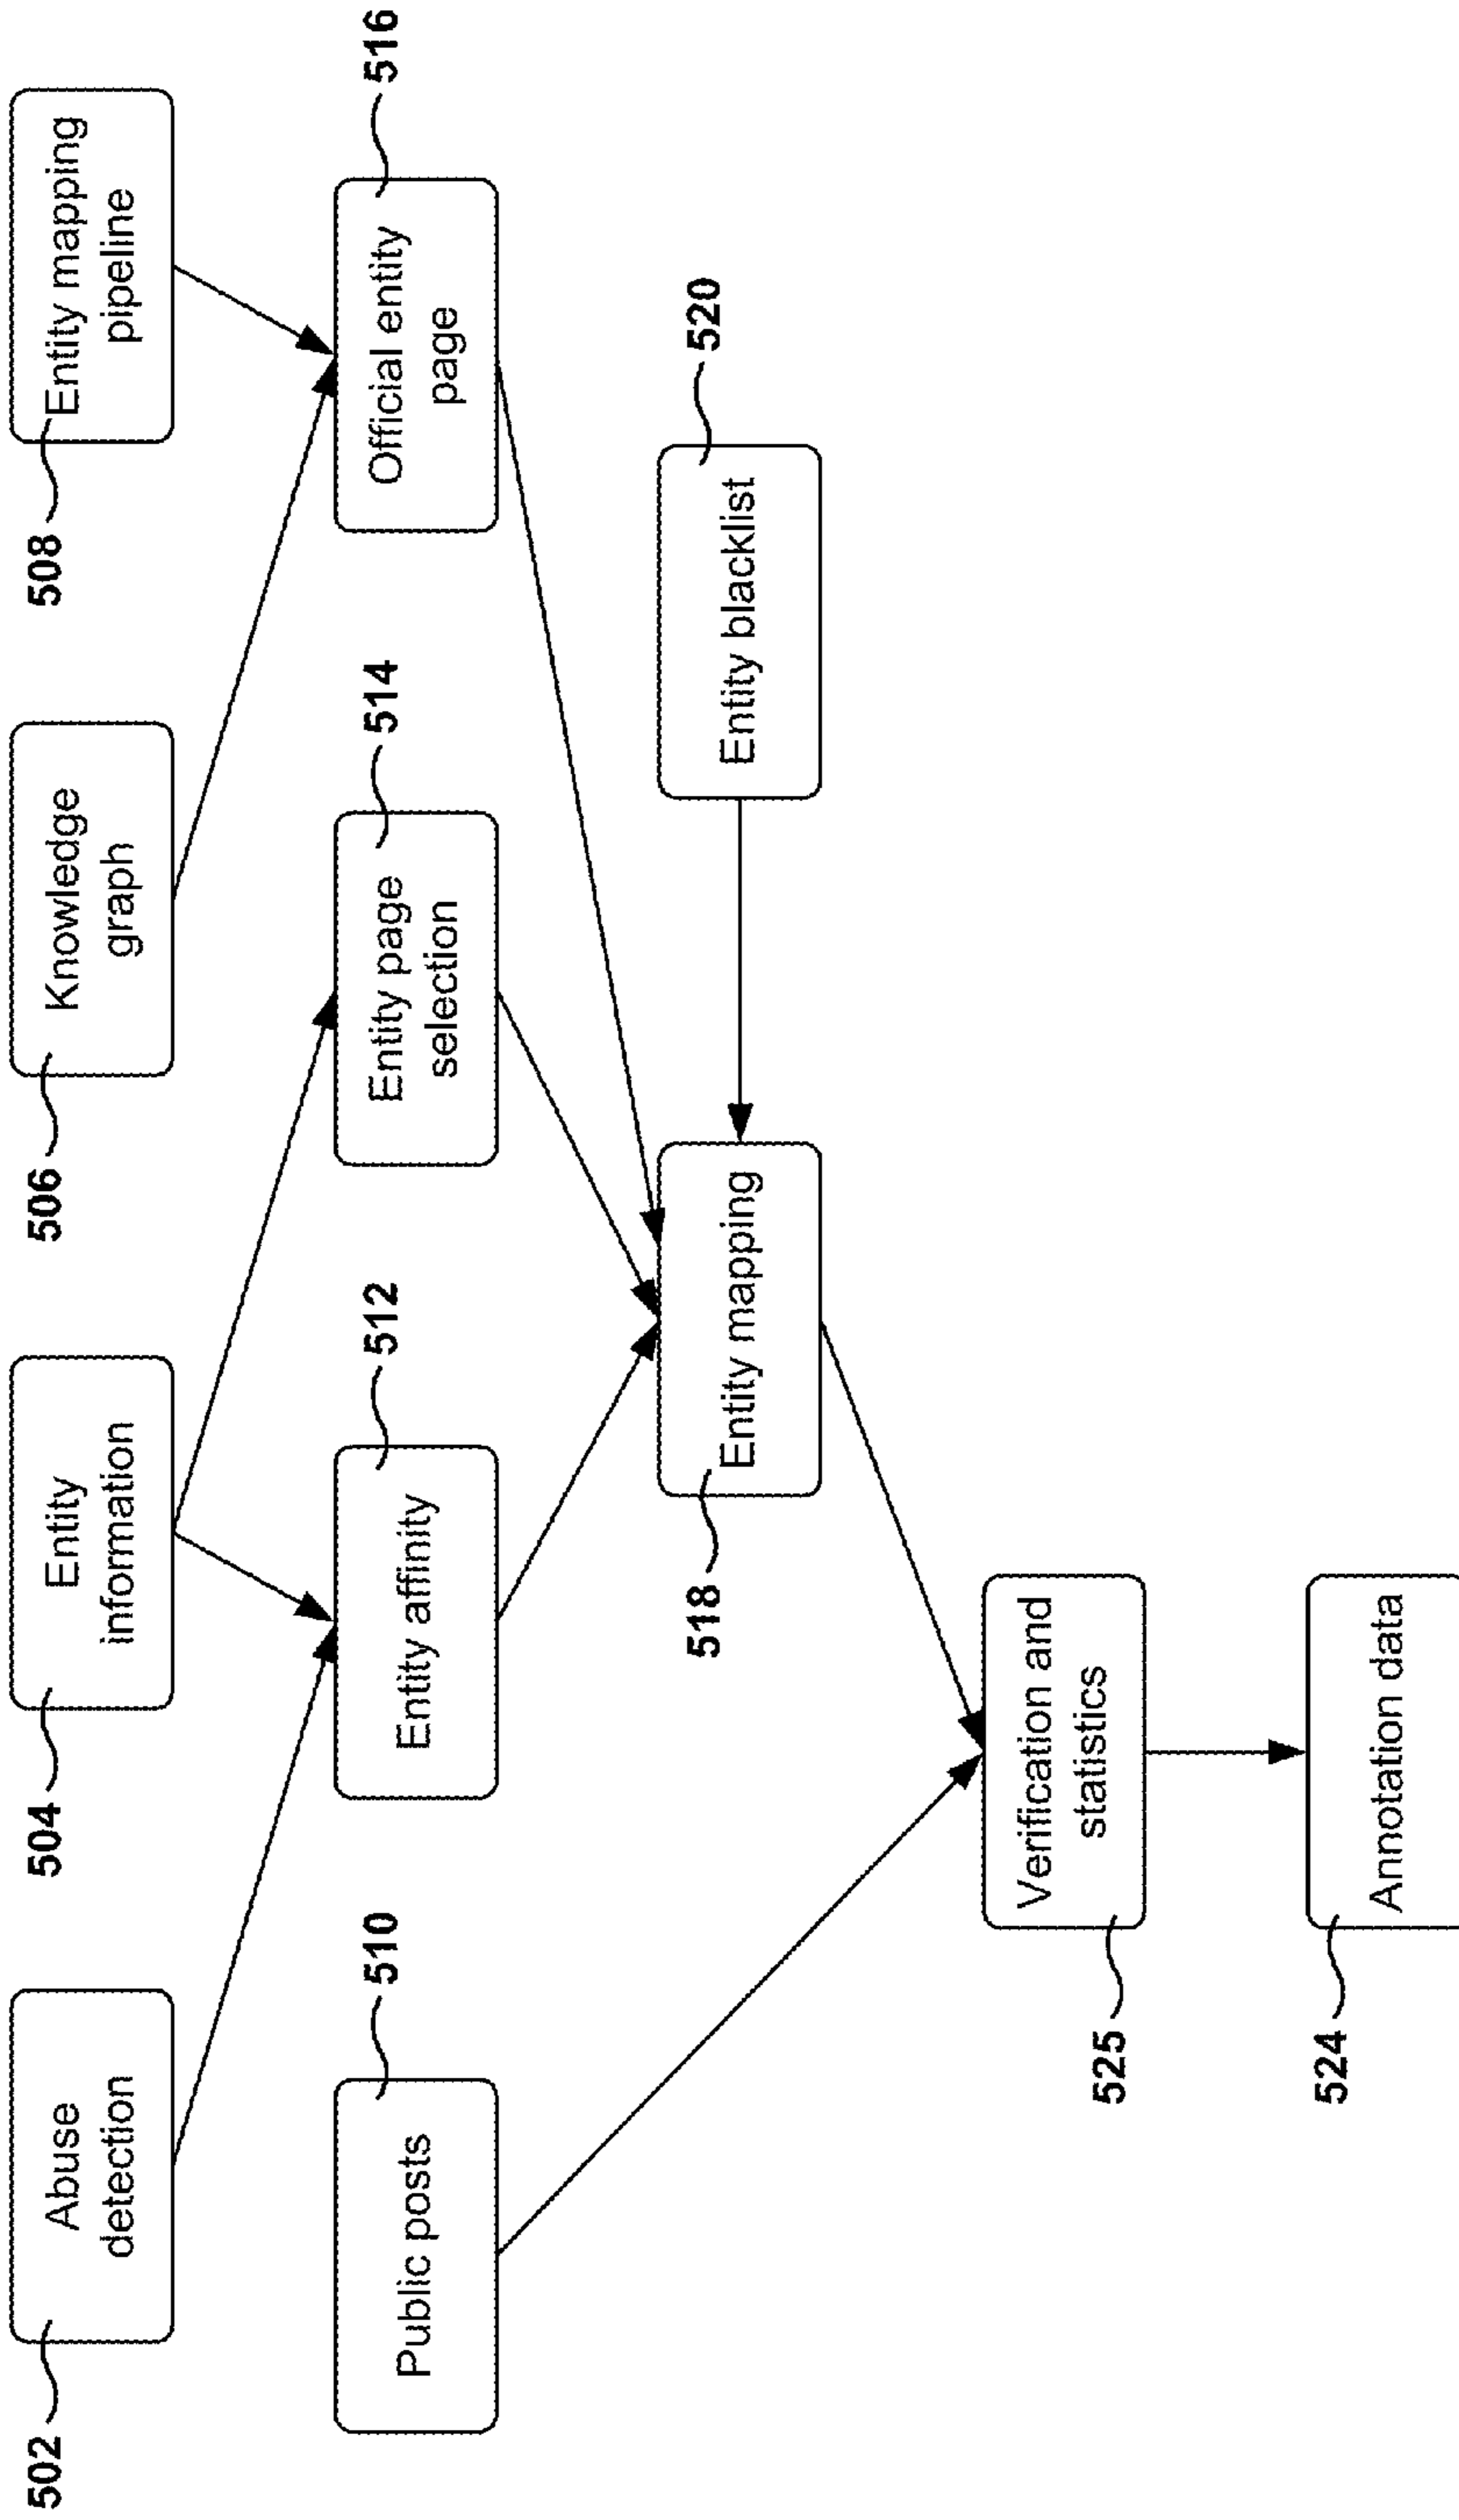 502
Abuse
detection
504
Entity
information
506
Knowledge
graph
508
Entity mapping
pipeline
510
Public posts
512
Entity affinity
514
Entity page
selection
516
Official entity
page
518
Entity mapping
520
Entity blacklist
525
Verification and
statistics
524
Annotation data